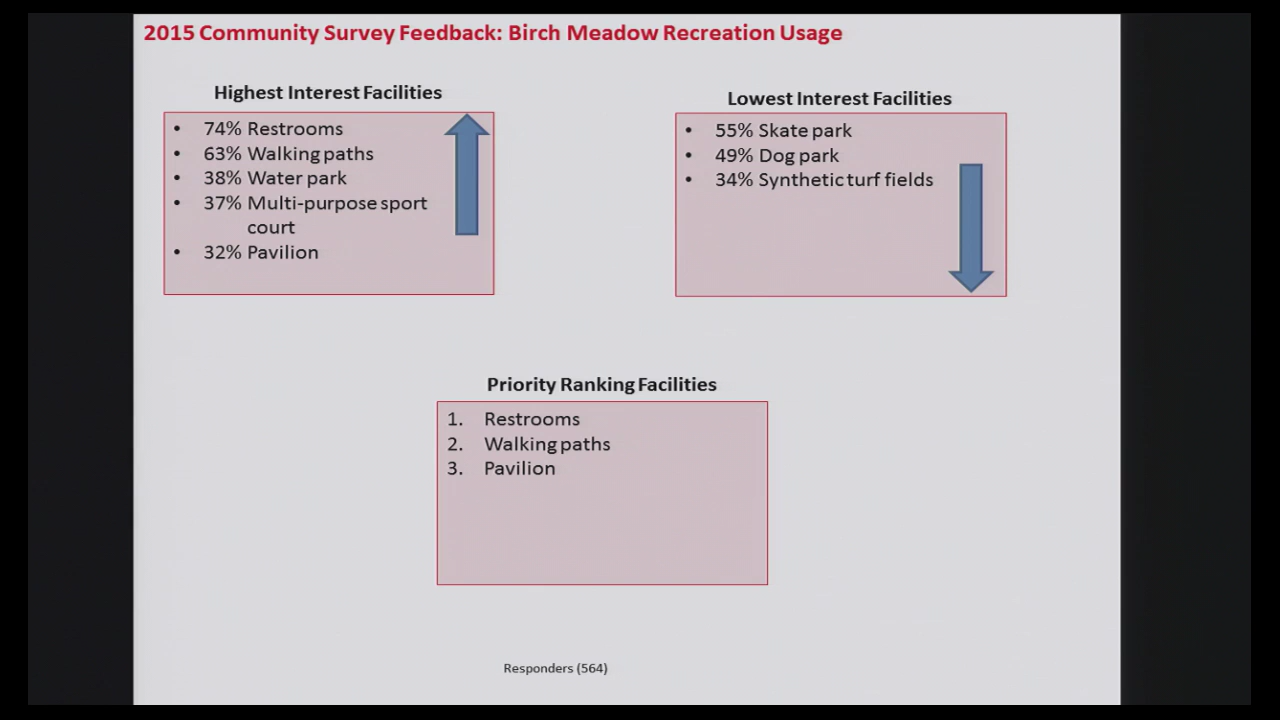 2015 Community Survey Feedback: Birch Meadow Recreation Usage
Highest Interest Facilities
• 74% Restrooms
• 63% Walking paths
• 38% Water park
• 37% Multi-purpose sport
court
• 32% Pavilion
Lowest Interest Facilities
• 55% Skate park
• 49% Dog park
• 34% Synthetic turf fields
Priority Ranking Facilities
1. Restrooms
2. Walking paths
3. Pavilion
Responders (564)